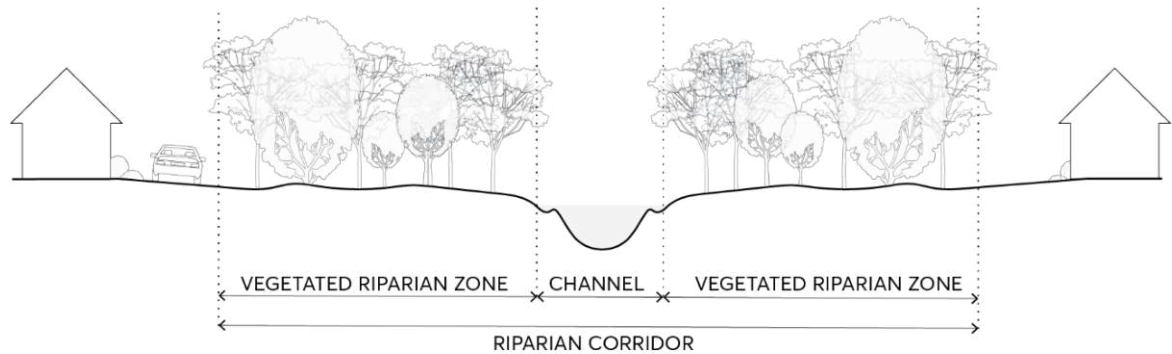 VEGETATED RIPARIAN ZONE
CHANNEL
VEGETATED RIPARIAN ZONE
RIPARIAN CORRIDOR